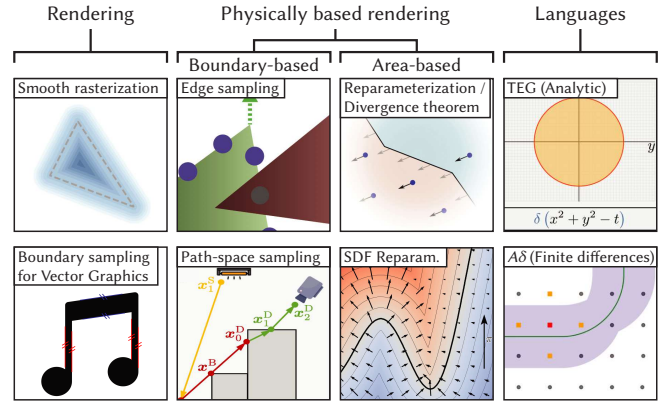 Rendering
Physically based rendering
Languages
Boundary-based
Area-based
Smooth rasterization
Edge sampling
Reparameterization /
Divergence theorem
TEG (Analytic)
y
δ (x² + y² − t)
Boundary sampling
for Vector Graphics
Path-space sampling
SDF Reparam.
Aδ (Finite differences)
x₁ˢ
x₂ᴰ
x₁ᴰ
x₀ᴰ
xᴮ